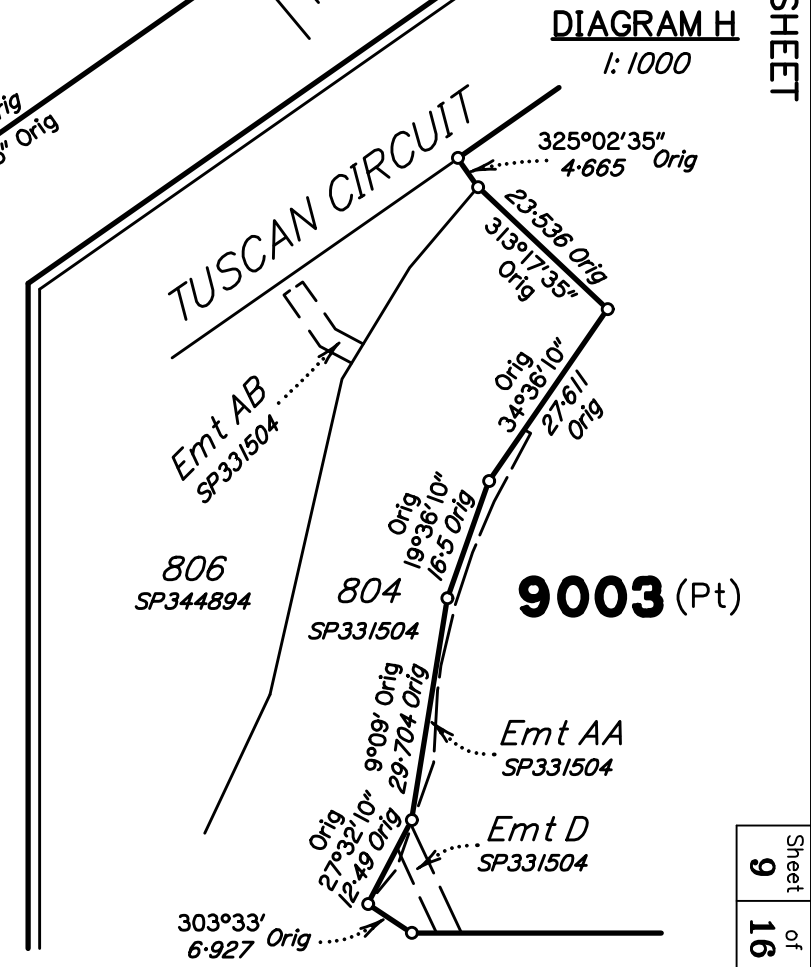 DIAGRAM H
1:1000
SHEET
rig
" Orig
TUSCAN CIRCUIT
325°02'35"
4·665 Orig
23·536 Orig
313°17'35"
Orig
Orig
34°36'10"
27·611
Orig
Emt AB
SP331504
Orig
19°36'10"
16·5 Orig
806
SP344894
804
SP331504
9003 (Pt)
9°09' Orig
29·704 Orig
Emt AA
SP331504
Orig
27°32'10"
12·49 Orig
Emt D
SP331504
303°33'
6·927 Orig
Sheet
9
of
16